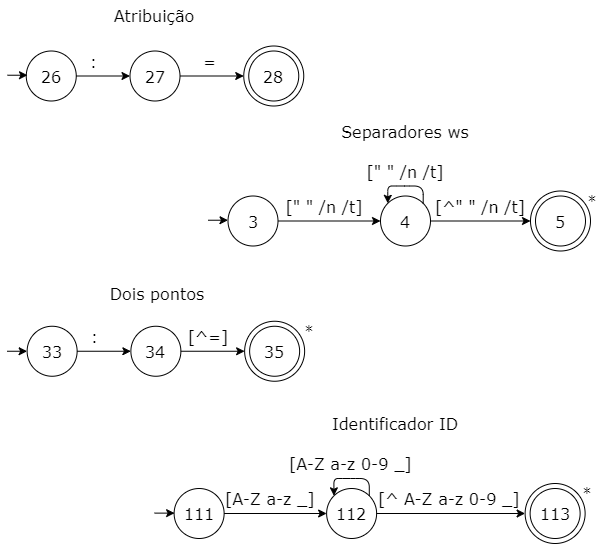 Atribuição
: =
26 27 28
Separadores ws
[" " /n /t]
[" " /n /t] [^" " /n /t] *
3 4 5
Dois pontos
: [^=] *
33 34 35
Identificador ID
[A-Z a-z 0-9 _]
[A-Z a-z _] [^ A-Z a-z 0-9 _] *
111 112 113